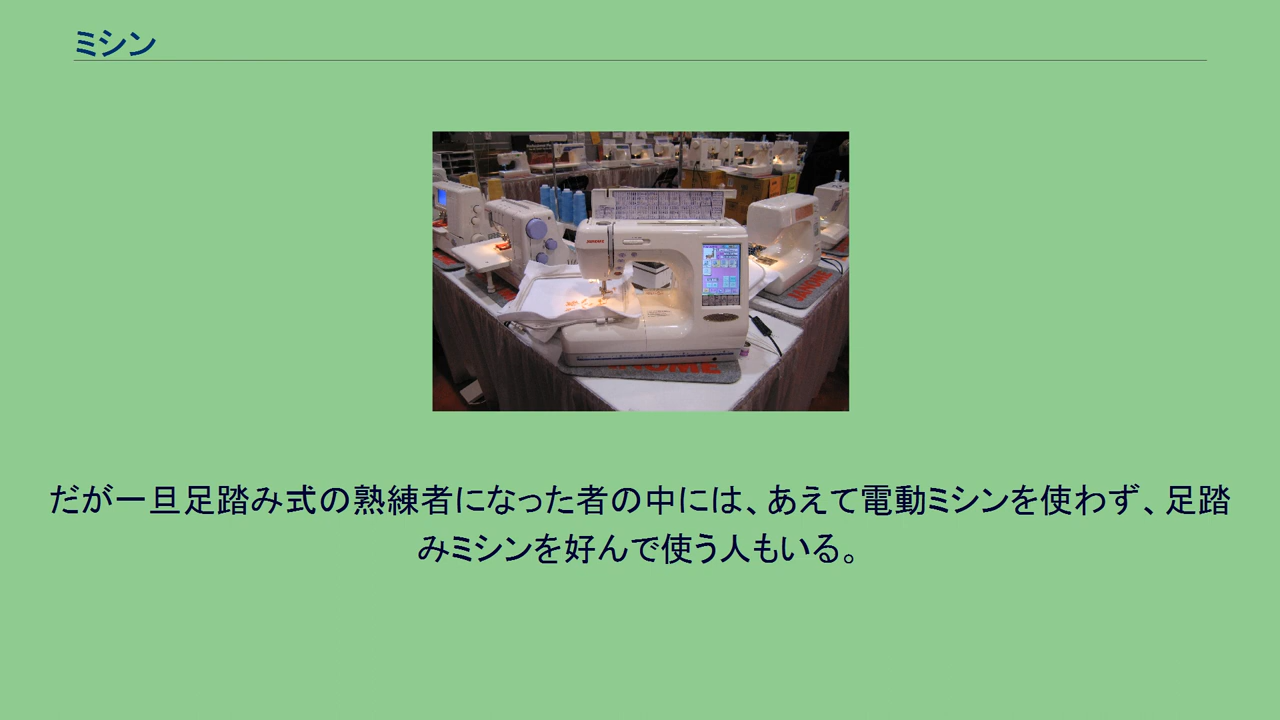 ミシン
JANOME
だが一旦足踏み式の熟練者になった者の中には、あえて電動ミシンを使わず、足踏
みミシンを好んで使う人もいる。